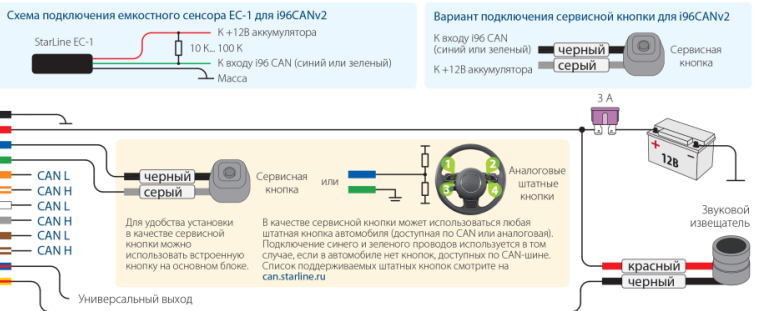 Схема подключения емкостного сенсора EC-1 для i96CANv2
StarLine EC-1
К +12В аккумулятора
10 К... 100 К
К входу i96 CAN (синий или зеленый)
Масса
Вариант подключения сервисной кнопки для i96CANv2
К входу i96 CAN
(синий или зеленый)
К +12В аккумулятора
черный
серый
Сервисная
кнопка
3 А
12В
CAN L
CAN H
CAN L
CAN H
CAN L
CAN H
Универсальный выход
черный
серый
Сервисная
кнопка
или
1
2
3
4
Аналоговые
штатные
кнопки
Для удобства установки
в качестве сервисной
кнопки можно
использовать встроенную
кнопку на основном блоке.
В качестве сервисной кнопки может использоваться любая
штатная кнопка автомобиля (доступная по CAN или аналоговая).
Подключение синего и зеленого проводов используется в том
случае, если в автомобиле нет кнопок, доступных по CAN-шине.
Список поддерживаемых штатных кнопок смотрите на
can.starline.ru
Звуковой
извещатель
красный
черный